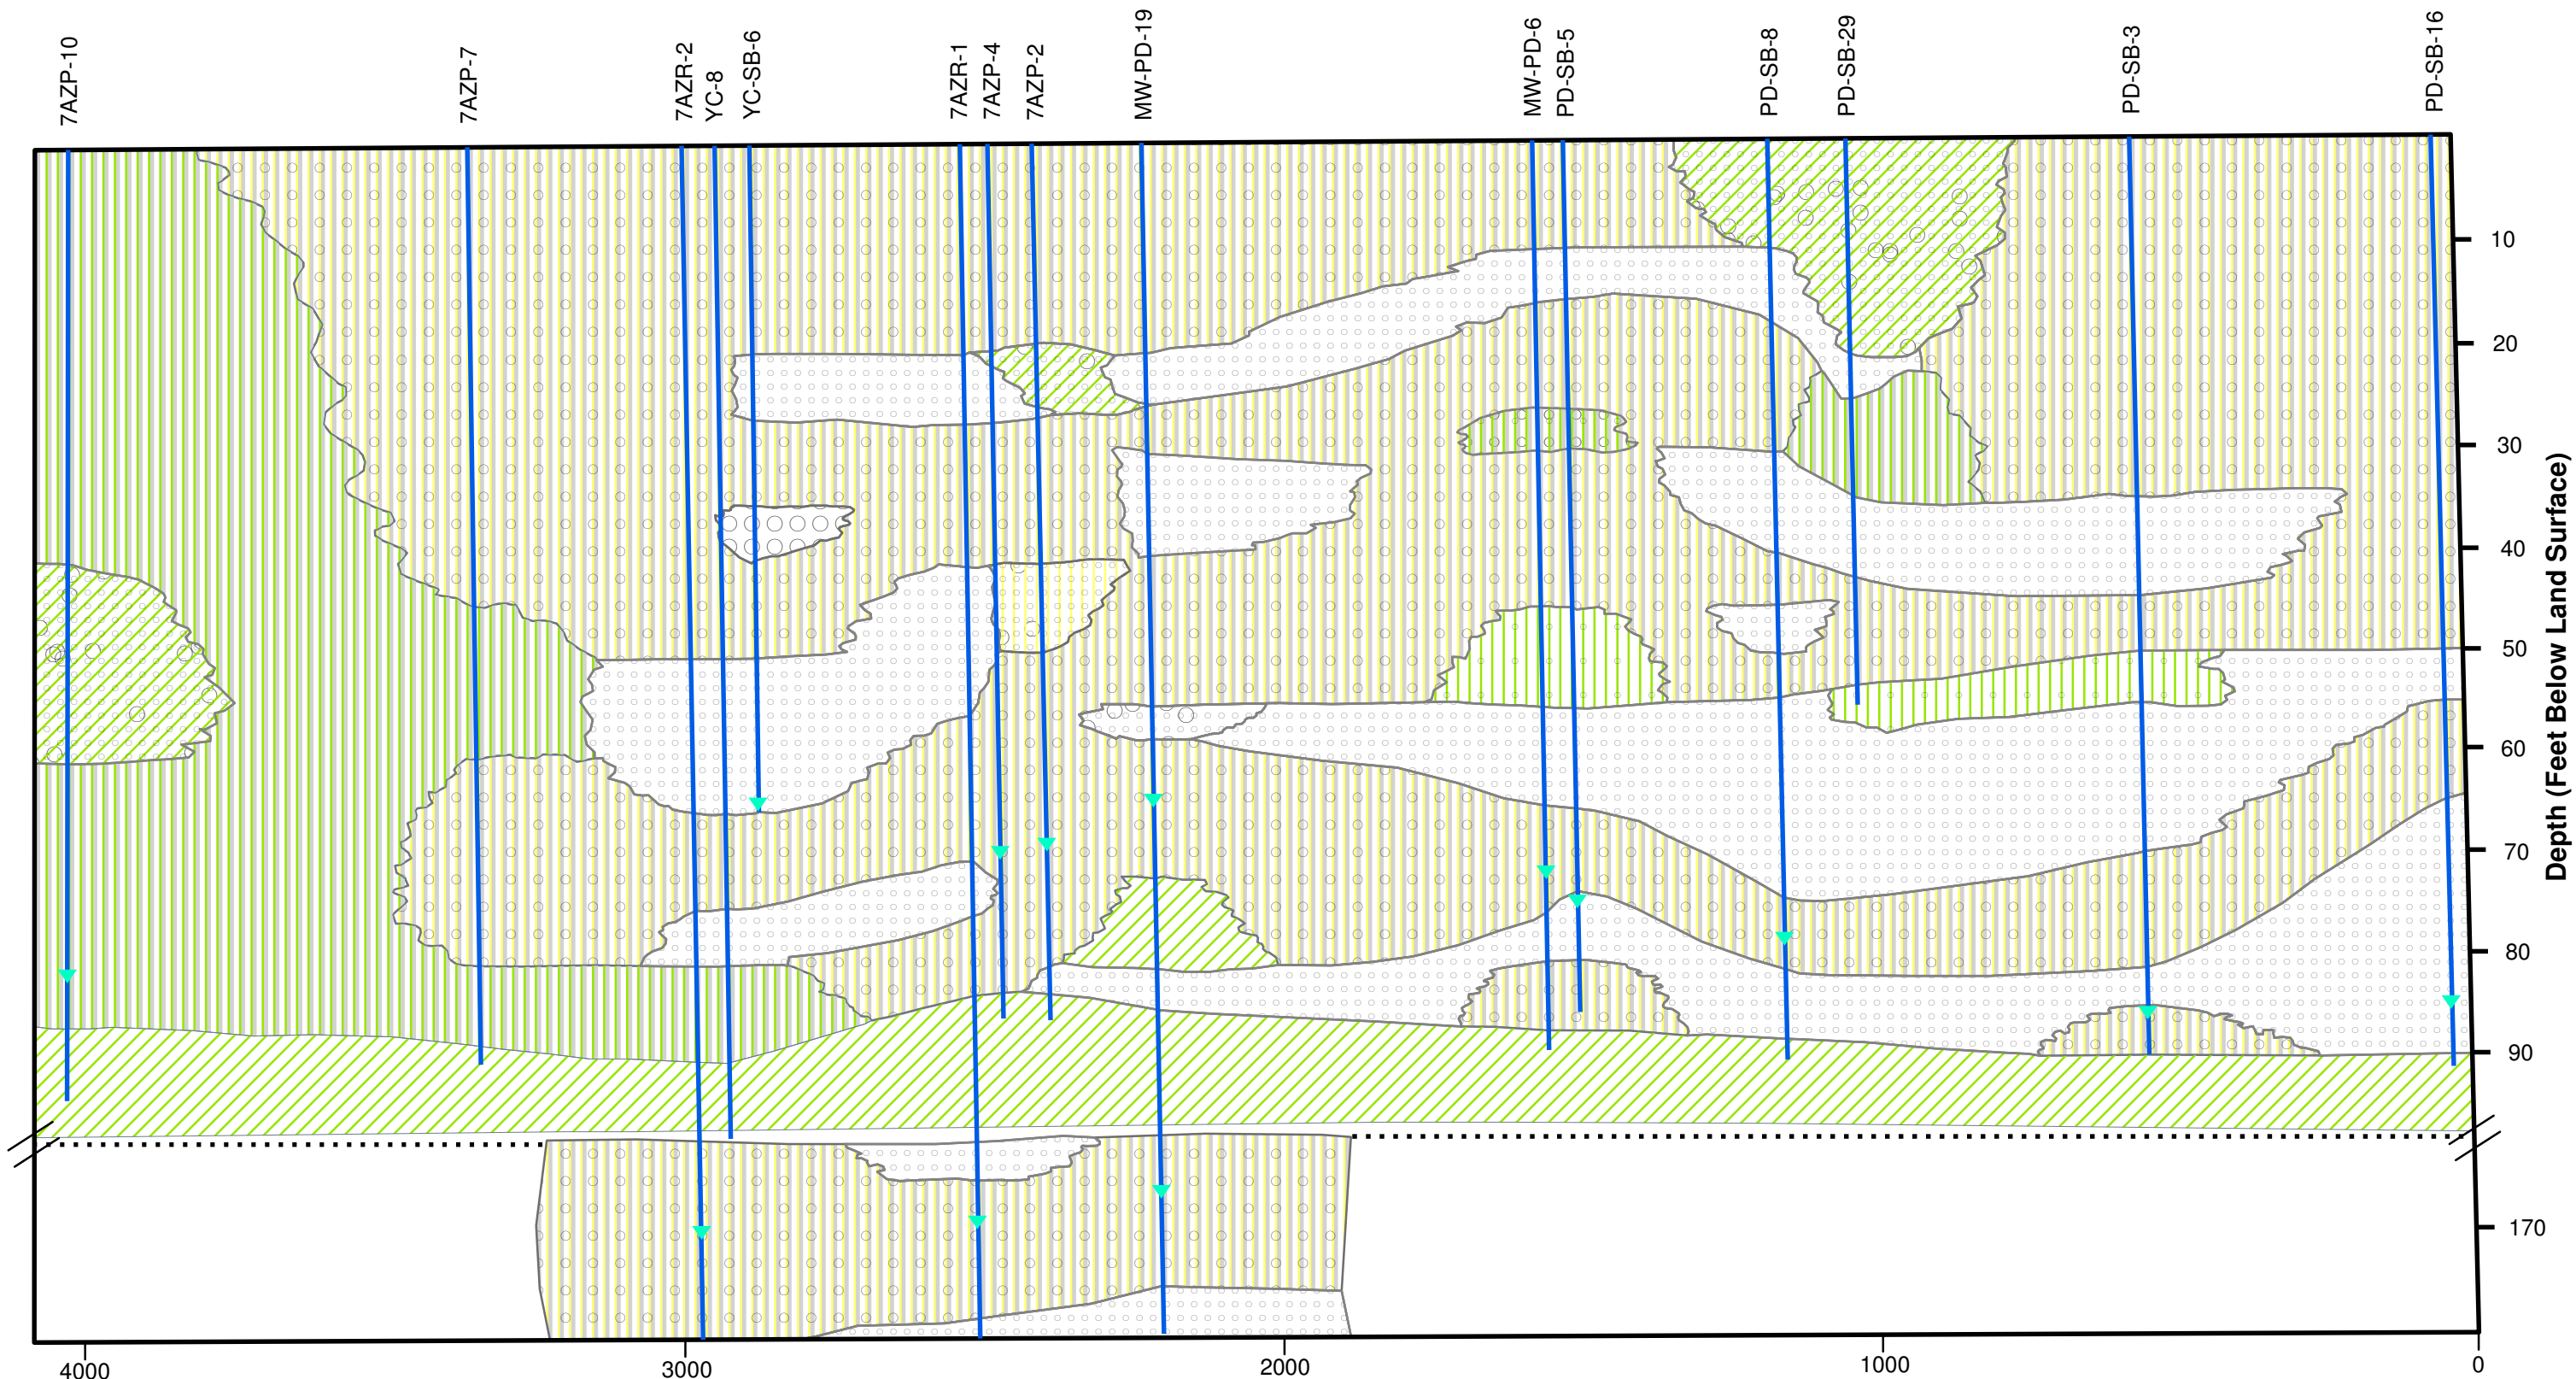 7AZP-10
7AZP-7
7AZR-2
YC-8
YC-SB-6
7AZR-1
7AZP-4
7AZP-2
MW-PD-19
MW-PD-6
PD-SB-5
PD-SB-8
PD-SB-29
PD-SB-3
PD-SB-16
10
20
30
40
50
60
70
80
90
170
Depth (Feet Below Land Surface)
4000
3000
2000
1000
0